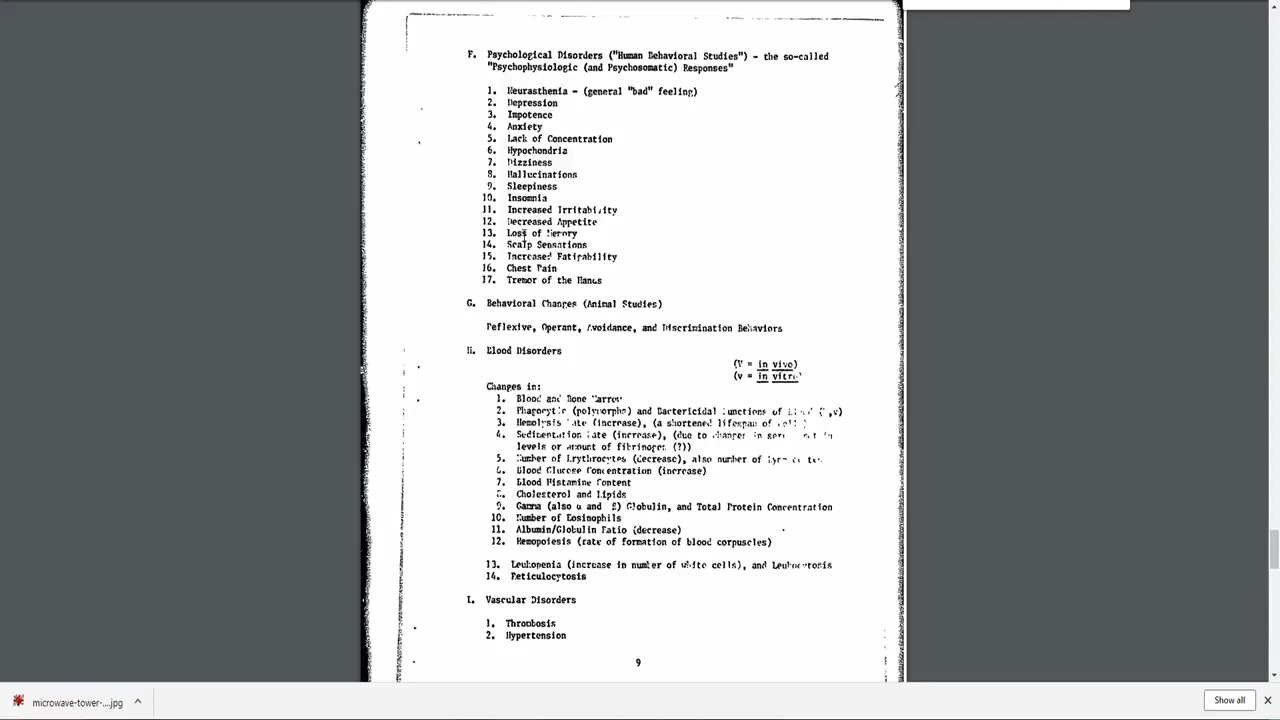 F. Psychological Disorders ("Human Behavioral Studies") - the so-called
"Psychophysiologic (and Psychosomatic) Responses"
1. Neurasthenia - (general "bad" feeling)
2. Depression
3. Impotence
4. Anxiety
5. Lack of Concentration
6. Hypochondria
7. Dizziness
8. Hallucinations
9. Sleepiness
10. Insomnia
11. Increased Irritability
12. Decreased Appetite
13. Loss of Memory
14. Scalp Sensations
15. Increased Fatigability
16. Chest Pain
17. Tremor of the Hands
G. Behavioral Changes (Animal Studies)
Reflexive, Operant, Avoidance, and Discrimination Behaviors
H. Blood Disorders
(V = in vivo)
(v = in vitro)
Changes in:
1. Blood and Bone Marrow
2. Phagocytic (polymorphs) and Bactericidal Functions of
3. Hemolysis Rate (increase), (a shortened lifespan of cells)
4. Sedimentation Rate (increase), (due to changes in
levels or amount of fibrinogen (?))
5. Number of Erythrocytes (decrease), also number of
6. Blood Glucose Concentration (increase)
7. Blood Histamine Content
8. Cholesterol and Lipids
9. Gamma (also α and β) Globulin, and Total Protein Concentration
10. Number of Eosinophils
11. Albumin/Globulin Ratio (decrease)
12. Hemopoiesis (rate of formation of blood corpuscles)
13. Leukopenia (increase in number of white cells), and Leukocytosis
14. Reticulocytosis
I. Vascular Disorders
1. Thrombosis
2. Hypertension
9
microwave-tower-....jpg
Show all